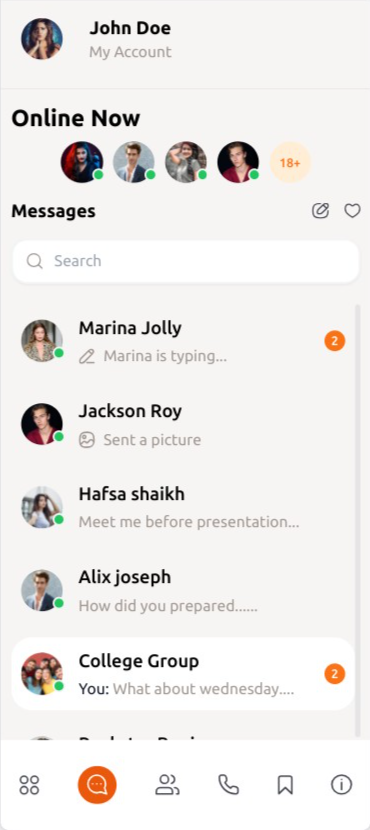 John Doe
My Account
Online Now
18+
Messages
Search
Marina Jolly
Marina is typing...
2
Jackson Roy
Sent a picture
Hafsa shaikh
Meet me before presentation...
Alix joseph
How did you prepared......
College Group
You: What about wednesday....
2